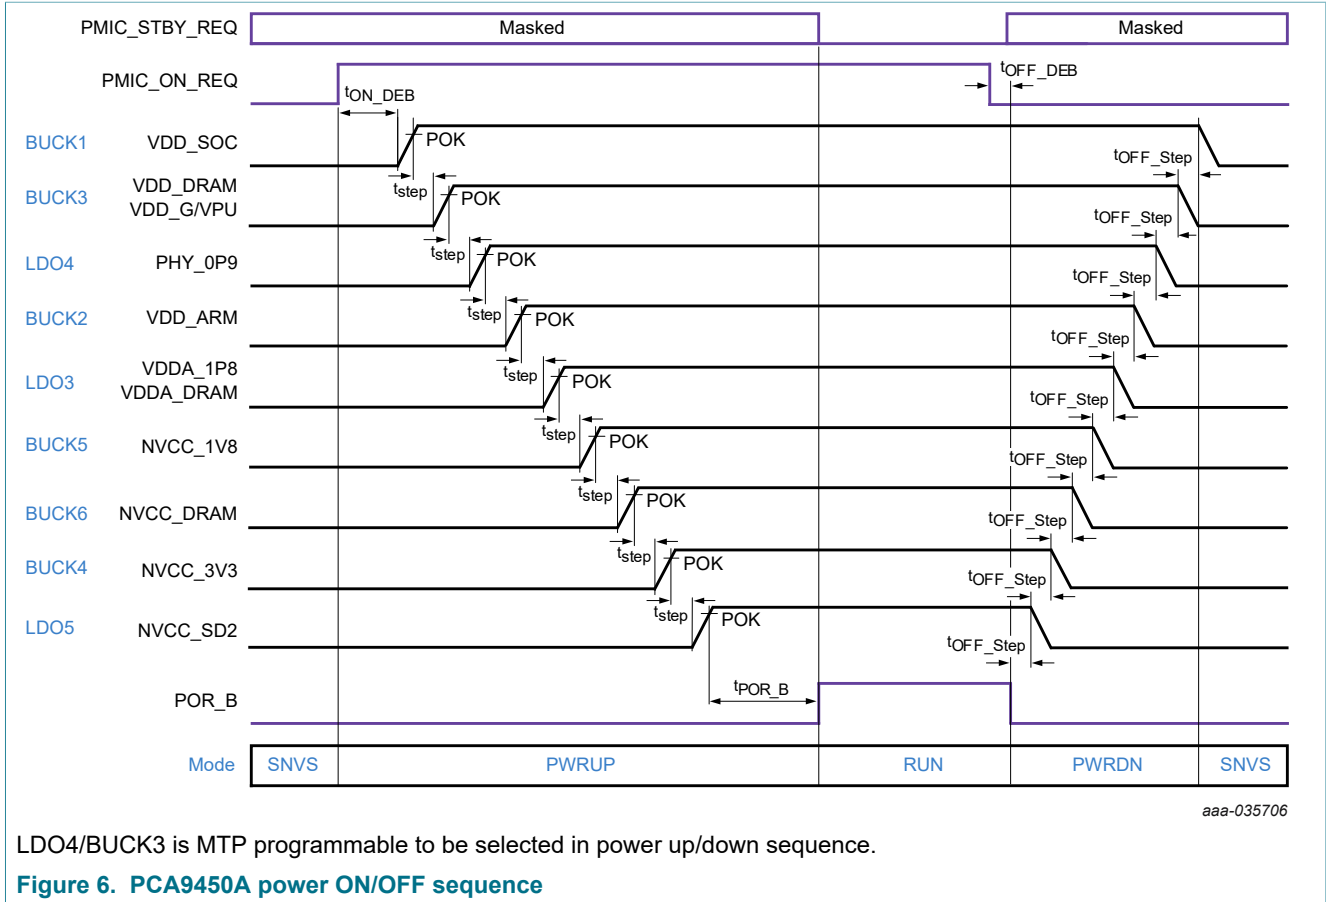 PMIC_STBY_REQ Masked Masked
PMIC_ON_REQ tOFF_DEB
tON_DEB
BUCK1 VDD_SOC POK tOFF_Step
BUCK3 VDD_DRAM
VDD_G/VPU tstep POK tOFF_Step
LDO4 PHY_0P9 tstep POK tOFF_Step
BUCK2 VDD_ARM tstep POK tOFF_Step
LDO3 VDDA_1P8
VDDA_DRAM tstep POK tOFF_Step
BUCK5 NVCC_1V8 tstep POK tOFF_Step
BUCK6 NVCC_DRAM tstep POK tOFF_Step
BUCK4 NVCC_3V3 tstep POK tOFF_Step
LDO5 NVCC_SD2 tstep POK tOFF_Step
POR_B tPOR_B
Mode SNVS PWRUP RUN PWRDN SNVS
aaa-035706
LDO4/BUCK3 is MTP programmable to be selected in power up/down sequence.
Figure 6. PCA9450A power ON/OFF sequence